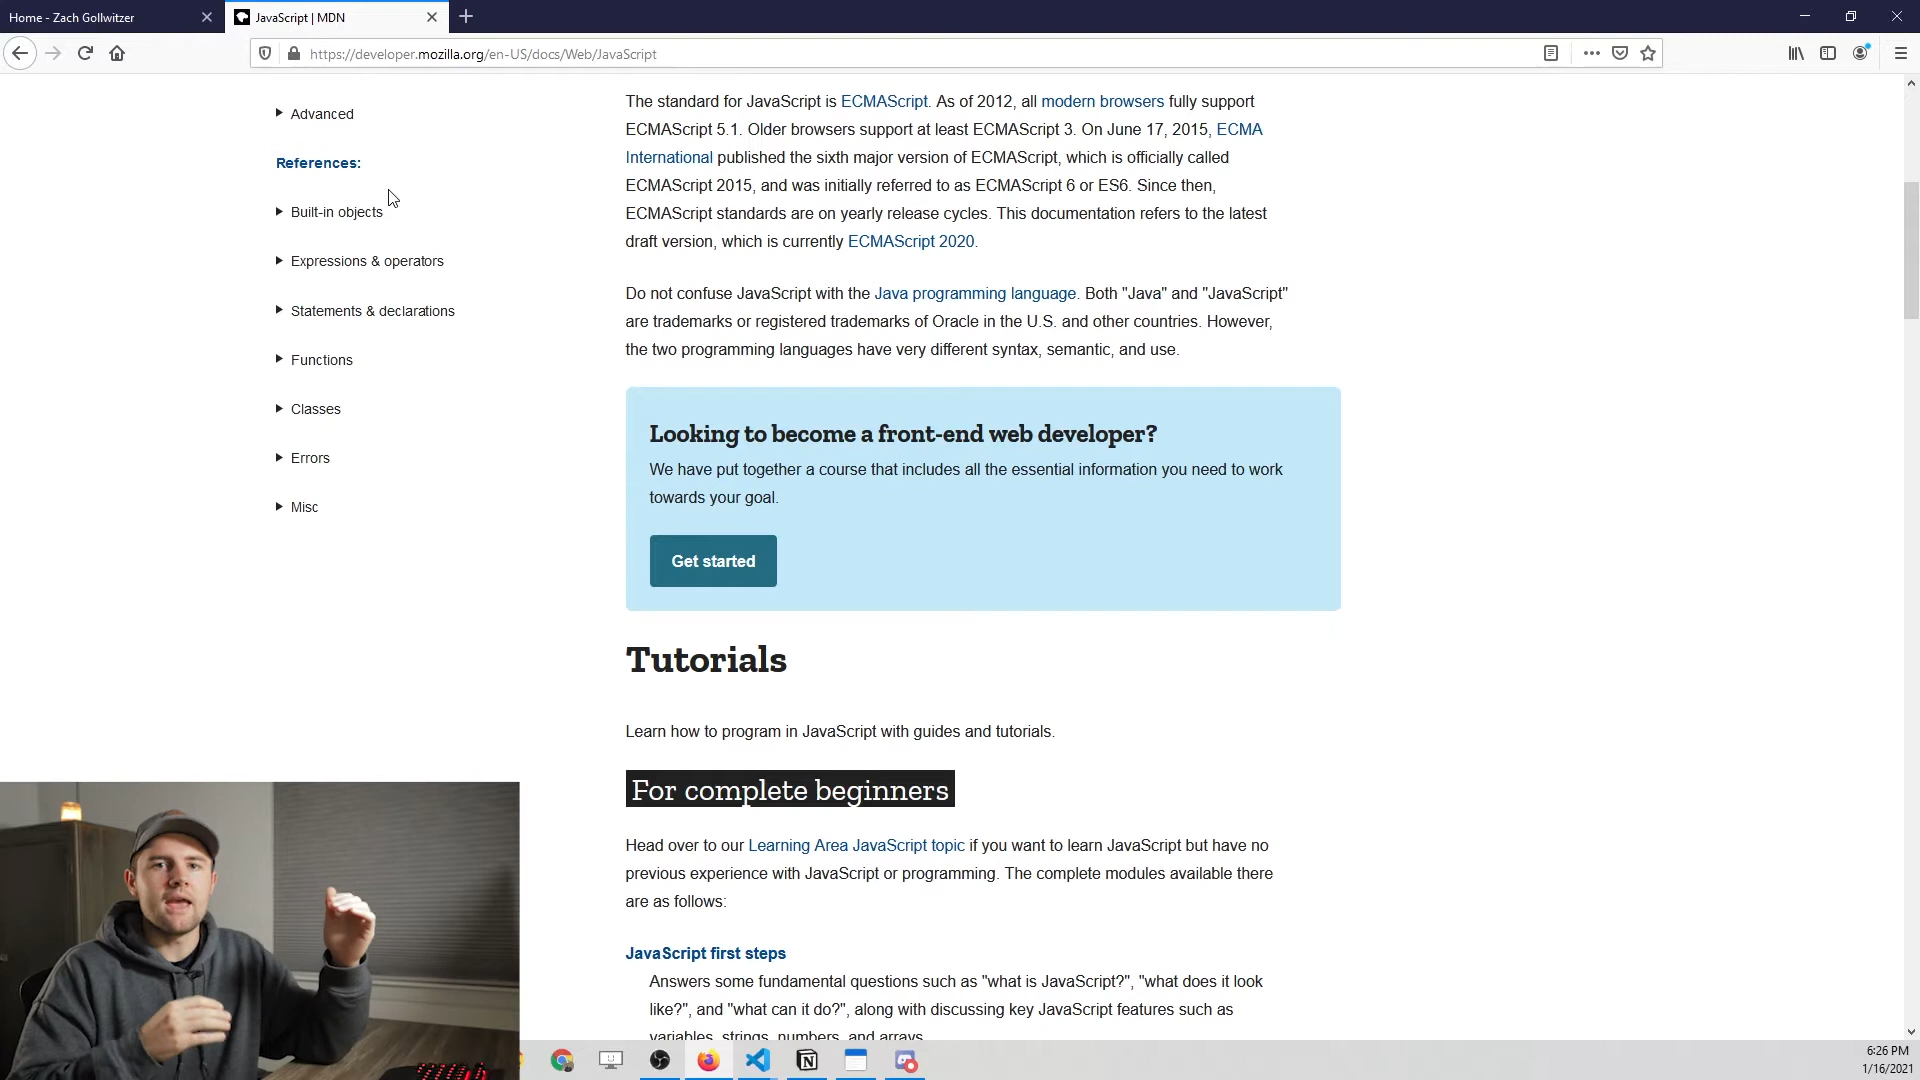 Home - Zach Gollwitzer
JavaScript | MDN
https://developer.mozilla.org/en-US/docs/Web/JavaScript
Advanced
References:
Built-in objects
Expressions & operators
Statements & declarations
Functions
Classes
Errors
Misc
The standard for JavaScript is ECMAScript. As of 2012, all modern browsers fully support
ECMAScript 5.1. Older browsers support at least ECMAScript 3. On June 17, 2015, ECMA
International published the sixth major version of ECMAScript, which is officially called
ECMAScript 2015, and was initially referred to as ECMAScript 6 or ES6. Since then,
ECMAScript standards are on yearly release cycles. This documentation refers to the latest
draft version, which is currently ECMAScript 2020.
Do not confuse JavaScript with the Java programming language. Both "Java" and "JavaScript"
are trademarks or registered trademarks of Oracle in the U.S. and other countries. However,
the two programming languages have very different syntax, semantic, and use.
Looking to become a front-end web developer?
We have put together a course that includes all the essential information you need to work
towards your goal.
Get started
Tutorials
Learn how to program in JavaScript with guides and tutorials.
For complete beginners
Head over to our Learning Area JavaScript topic if you want to learn JavaScript but have no
previous experience with JavaScript or programming. The complete modules available there
are as follows:
JavaScript first steps
Answers some fundamental questions such as "what is JavaScript?", "what does it look
like?", and "what can it do?", along with discussing key JavaScript features such as
variables, strings, numbers, and arrays.
6:26 PM
1/16/2021